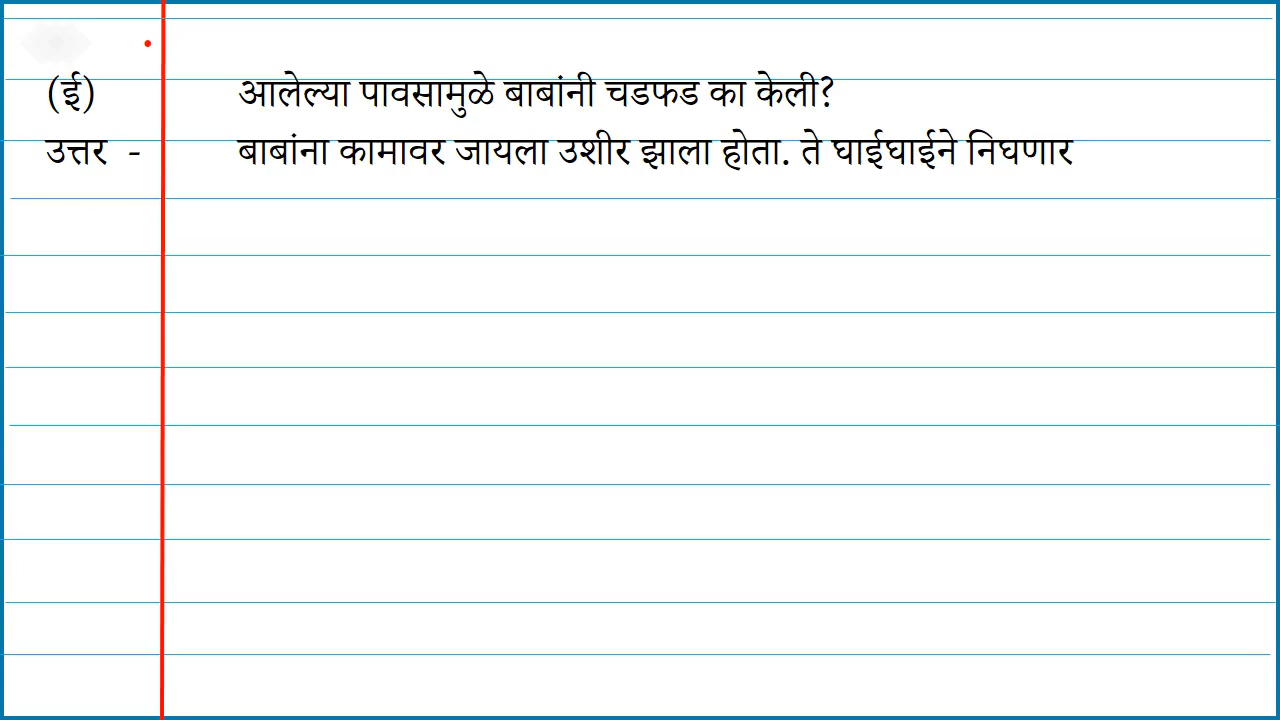 (ई) आलेल्या पावसामुळे बाबांनी चडफड का केली?
उत्तर - बाबांना कामावर जायला उशीर झाला होता. ते घाईघाईने निघणार